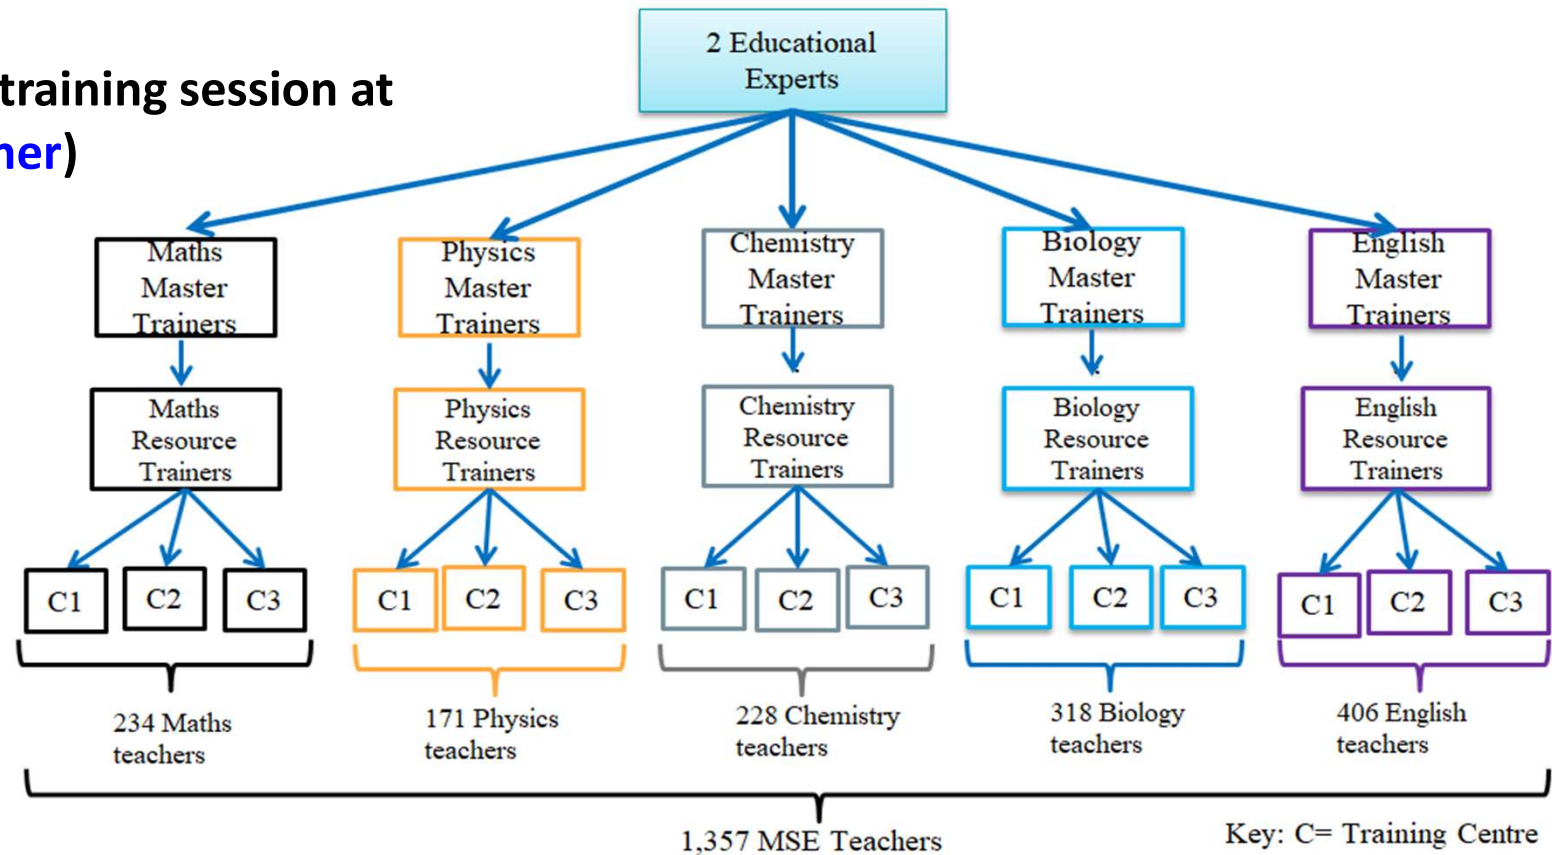 training session at
her)
2 Educational
Experts
Maths
Master
Trainers
Physics
Master
Trainers
Chemistry
Master
Trainers
Biology
Master
Trainers
English
Master
Trainers
Maths
Resource
Trainers
Physics
Resource
Trainers
Chemistry
Resource
Trainers
Biology
Resource
Trainers
English
Resource
Trainers
C1 C2 C3
C1 C2 C3
C1 C2 C3
C1 C2 C3
C1 C2 C3
234 Maths
teachers
171 Physics
teachers
228 Chemistry
teachers
318 Biology
teachers
406 English
teachers
1,357 MSE Teachers
Key: C= Training Centre